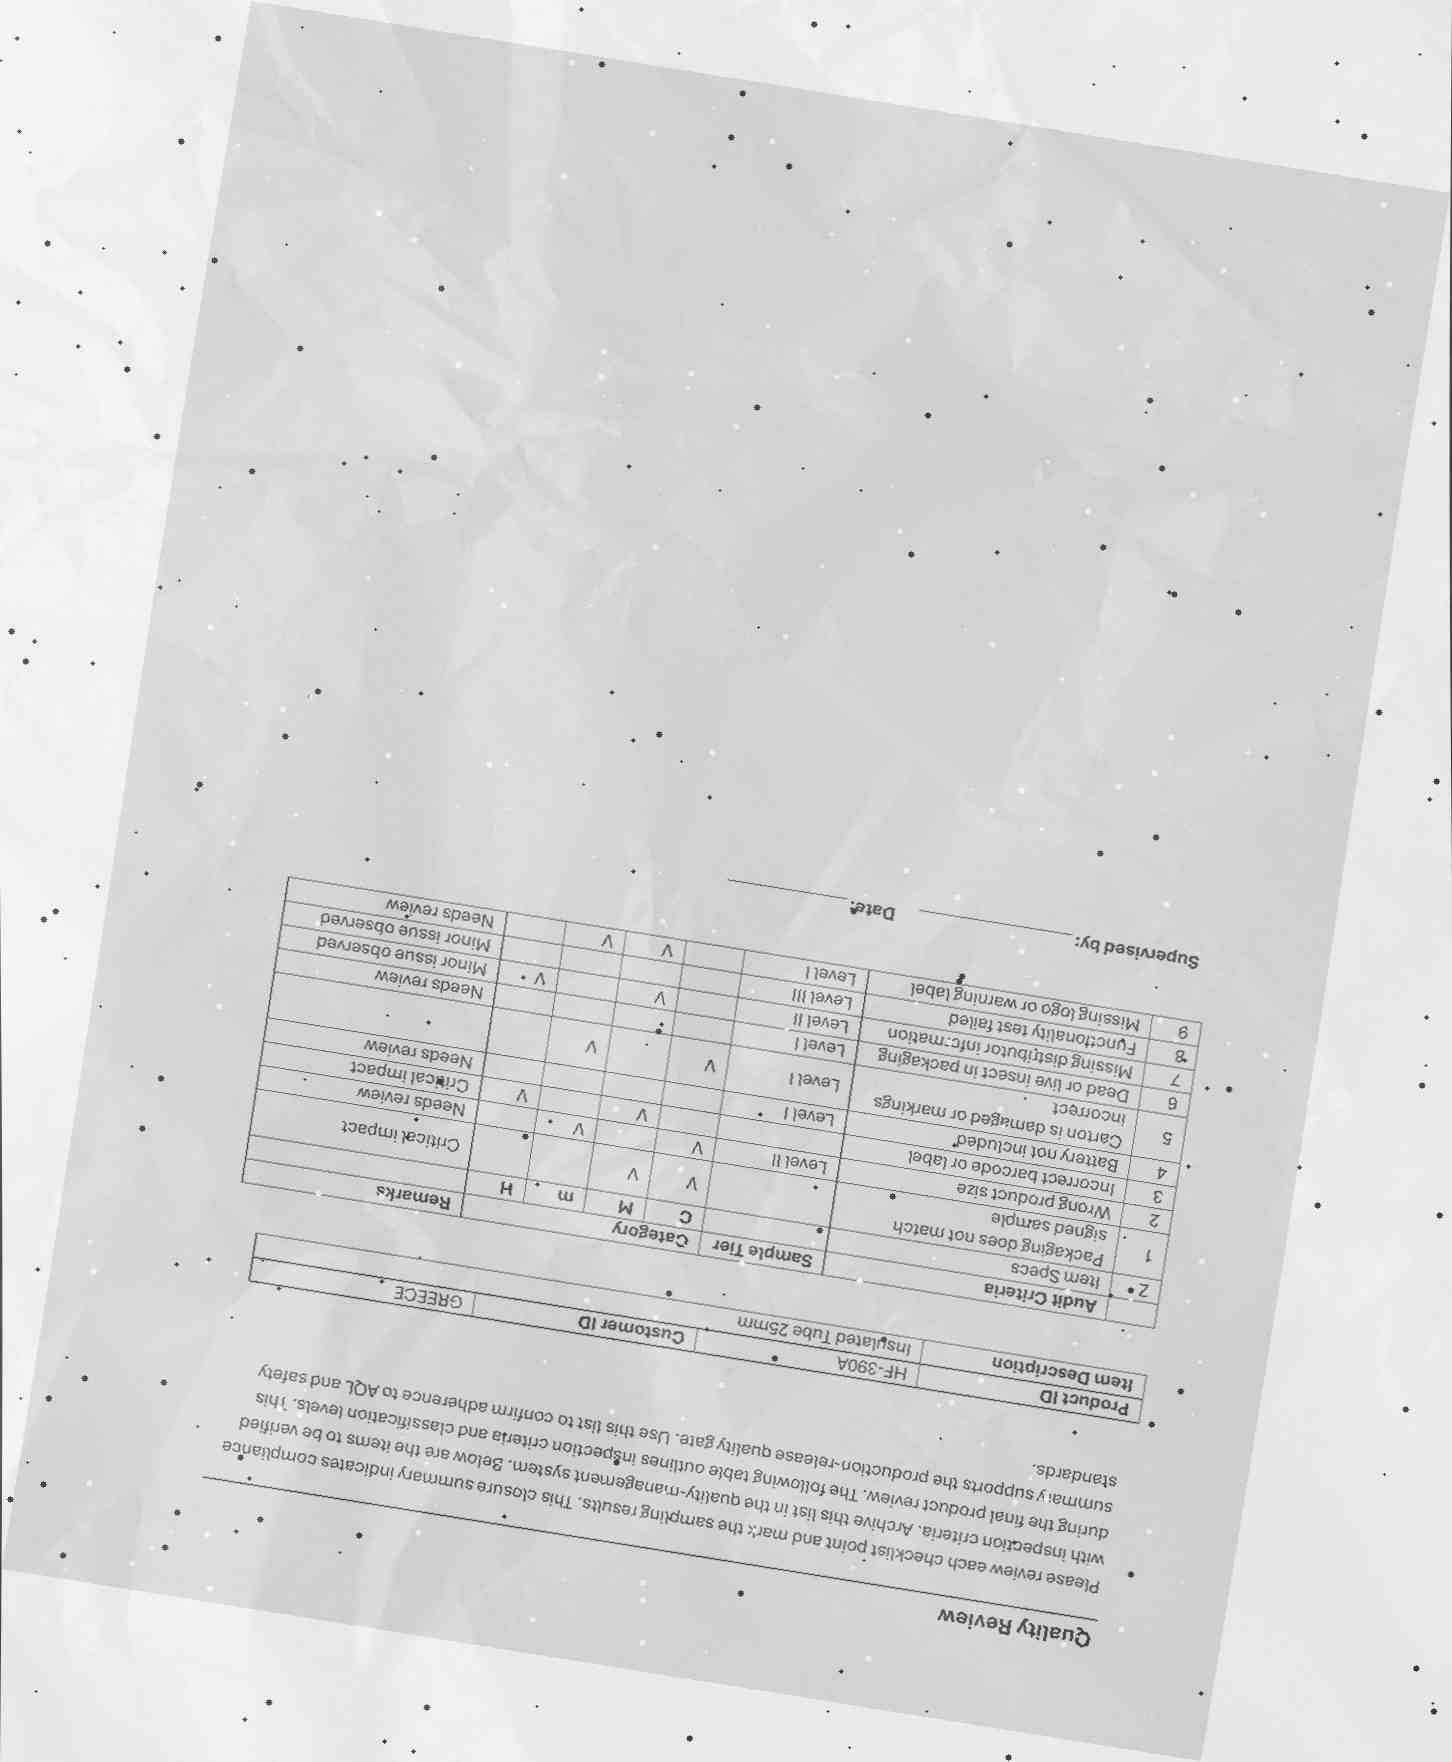 Quality Review
Please review each checklist point and mark the sampling results. This closure summary indicates compliance
with inspection criteria. Archive this list in the quality-management system. Below are the items to be verified
during the final product review. The following table outlines inspection criteria and classification levels. This
summary supports the production-release quality gate. Use this list to confirm adherence to AQL and safety
standards.
Product ID HF-390A Customer ID GREECE
Item Description Insulated Tube 25mm
Audit Criteria Sample Tier Category Remarks
Z Item Specs C M m H
1 Packaging does not match signed sample V V Critical impact
2 Wrong product size Level II V V Needs review
3 Incorrect barcode or label V V Critical impact
4 Battery not included Level I Needs review
5 Carton is damaged or markings incorrect Level I V V
6 Dead or live insect in packaging Level I Needs review
7 Missing distributor information Level II V V Minor issue observed
8 Functionality test failed Level III Minor issue observed
9 Missing logo or warning label Level I V V Needs review
Supervised by: Date: